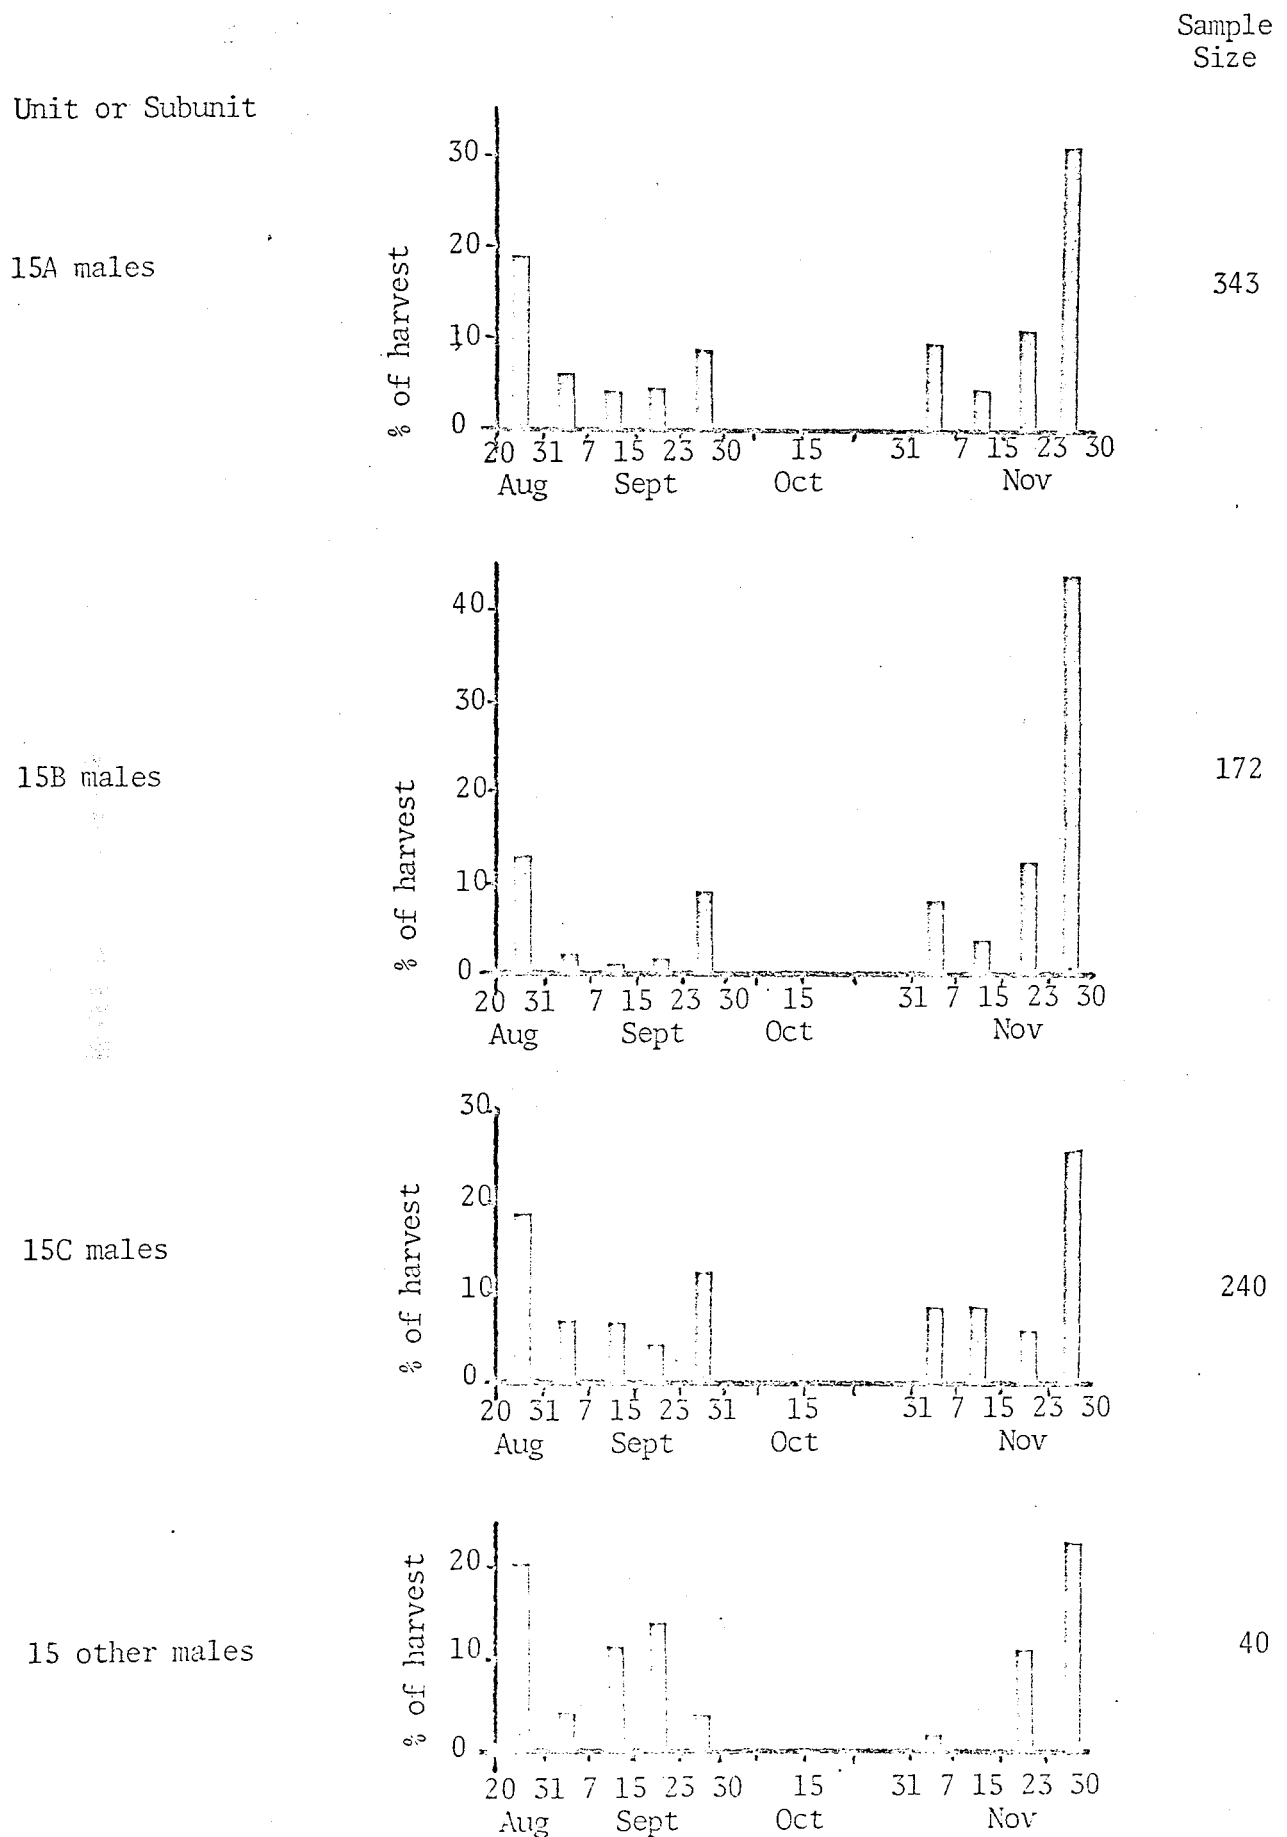 Sample
Size
Unit or Subunit
30
20
10
0
% of harvest
15A males
343
20 31 7 15 23 30 15 31 7 15 23 30
Aug Sept Oct Nov
40
30
20
10
0
% of harvest
15B males
172
20 31 7 15 23 30 15 31 7 15 23 30
Aug Sept Oct Nov
30
20
10
0
% of harvest
15C males
240
20 31 7 15 23 31 15 31 7 15 23 30
Aug Sept Oct Nov
20
10
0
% of harvest
15 other males
40
20 31 7 15 23 30 15 31 7 15 23 30
Aug Sept Oct Nov